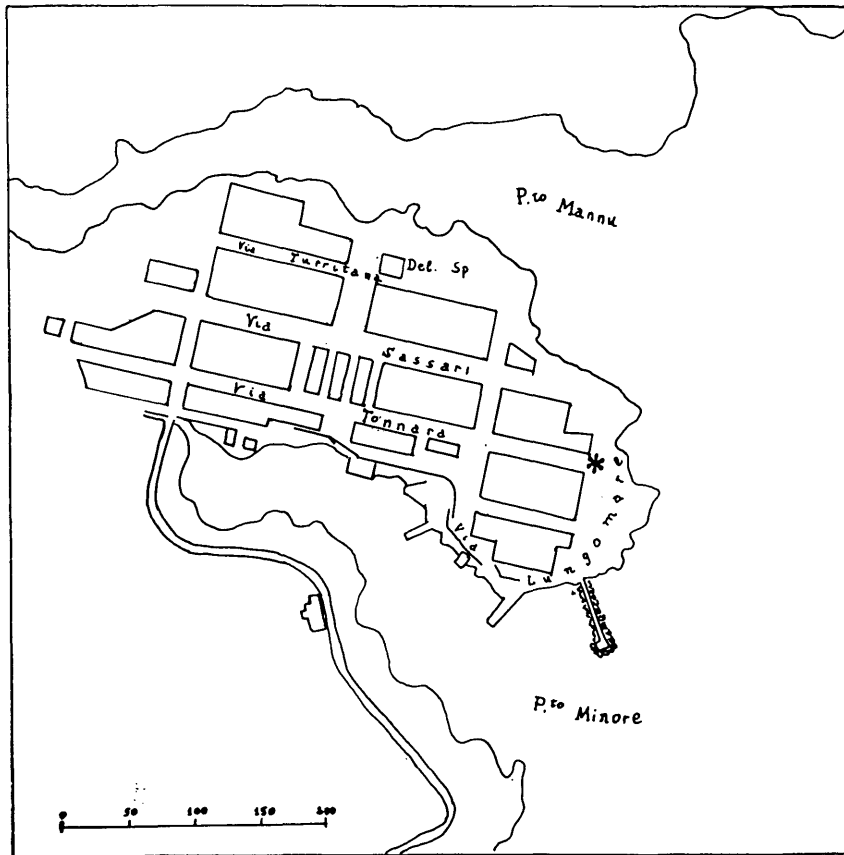 P.to Mannu
Via Turritana
Del. Sp
Via Sassari
Via Tonnara
Via Lungomare
P.to Minore
0 50 100 150 200